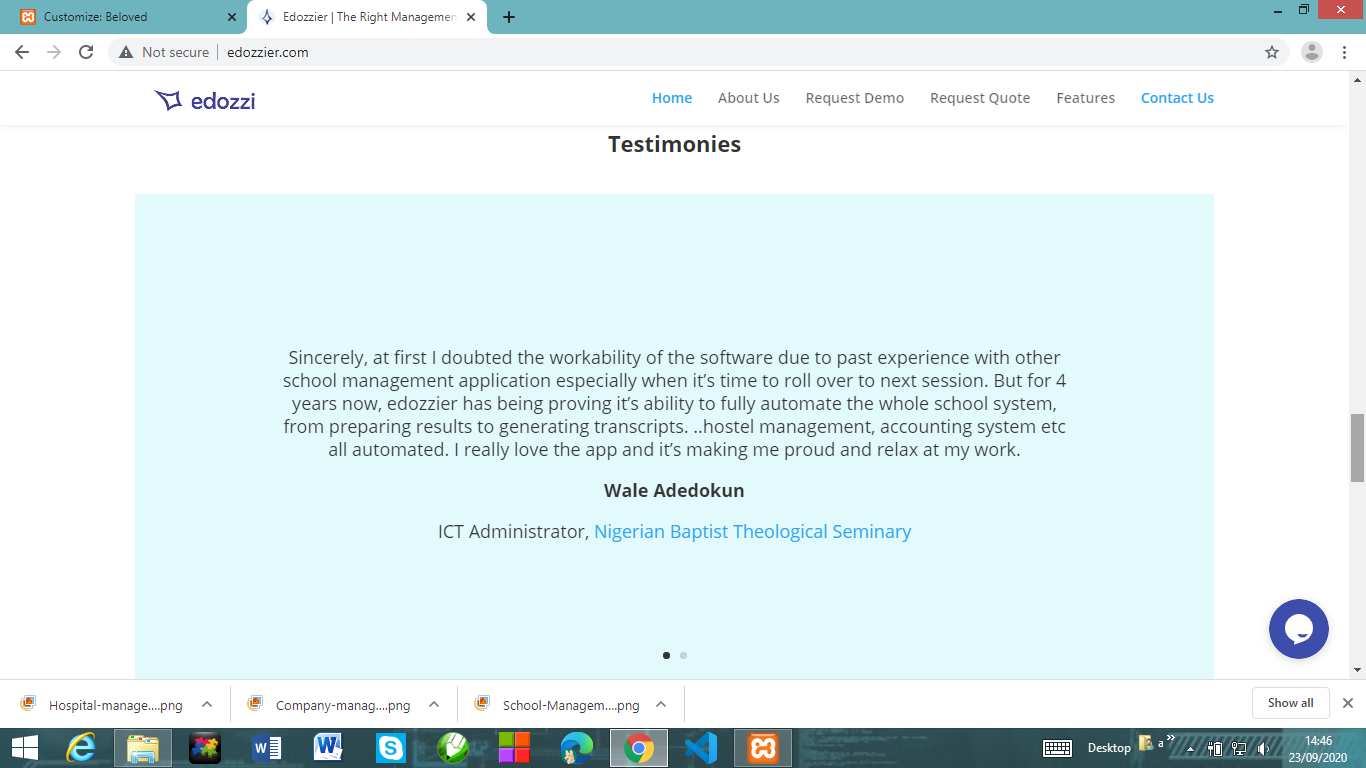 Customize: Beloved
Edozzier | The Right Managemen
Not secure
edozzier.com
edozzi
Home
About Us
Request Demo
Request Quote
Features
Contact Us
Testimonies
Sincerely, at first I doubted the workability of the software due to past experience with other
school management application especially when it’s time to roll over to next session. But for 4
years now, edozzier has being proving it’s ability to fully automate the whole school system,
from preparing results to generating transcripts. ..hostel management, accounting system etc
all automated. I really love the app and it’s making me proud and relax at my work.
Wale Adedokun
ICT Administrator, Nigerian Baptist Theological Seminary
Hospital-manage....png
Company-manag....png
School-Managem....png
Show all
Desktop
a
14:46
23/09/2020